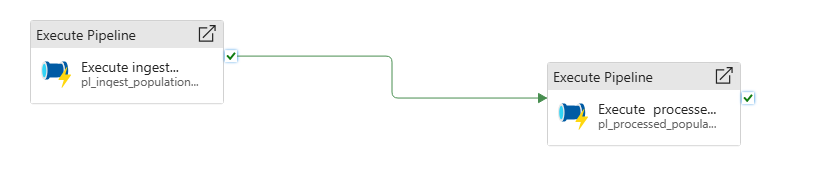 Execute Pipeline
Execute ingest...
pl_ingest_population...
Execute Pipeline
Execute processe...
pl_processed_popula...